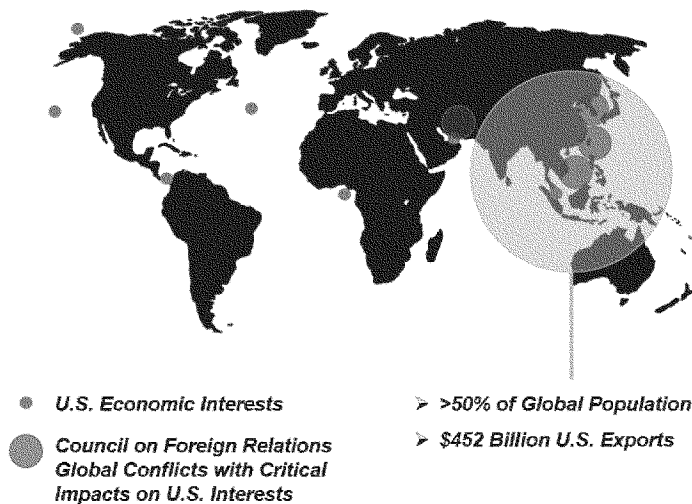 U.S. Economic Interests
Council on Foreign Relations
Global Conflicts with Critical
Impacts on U.S. Interests
➢ >50% of Global Population
➢ $452 Billion U.S. Exports